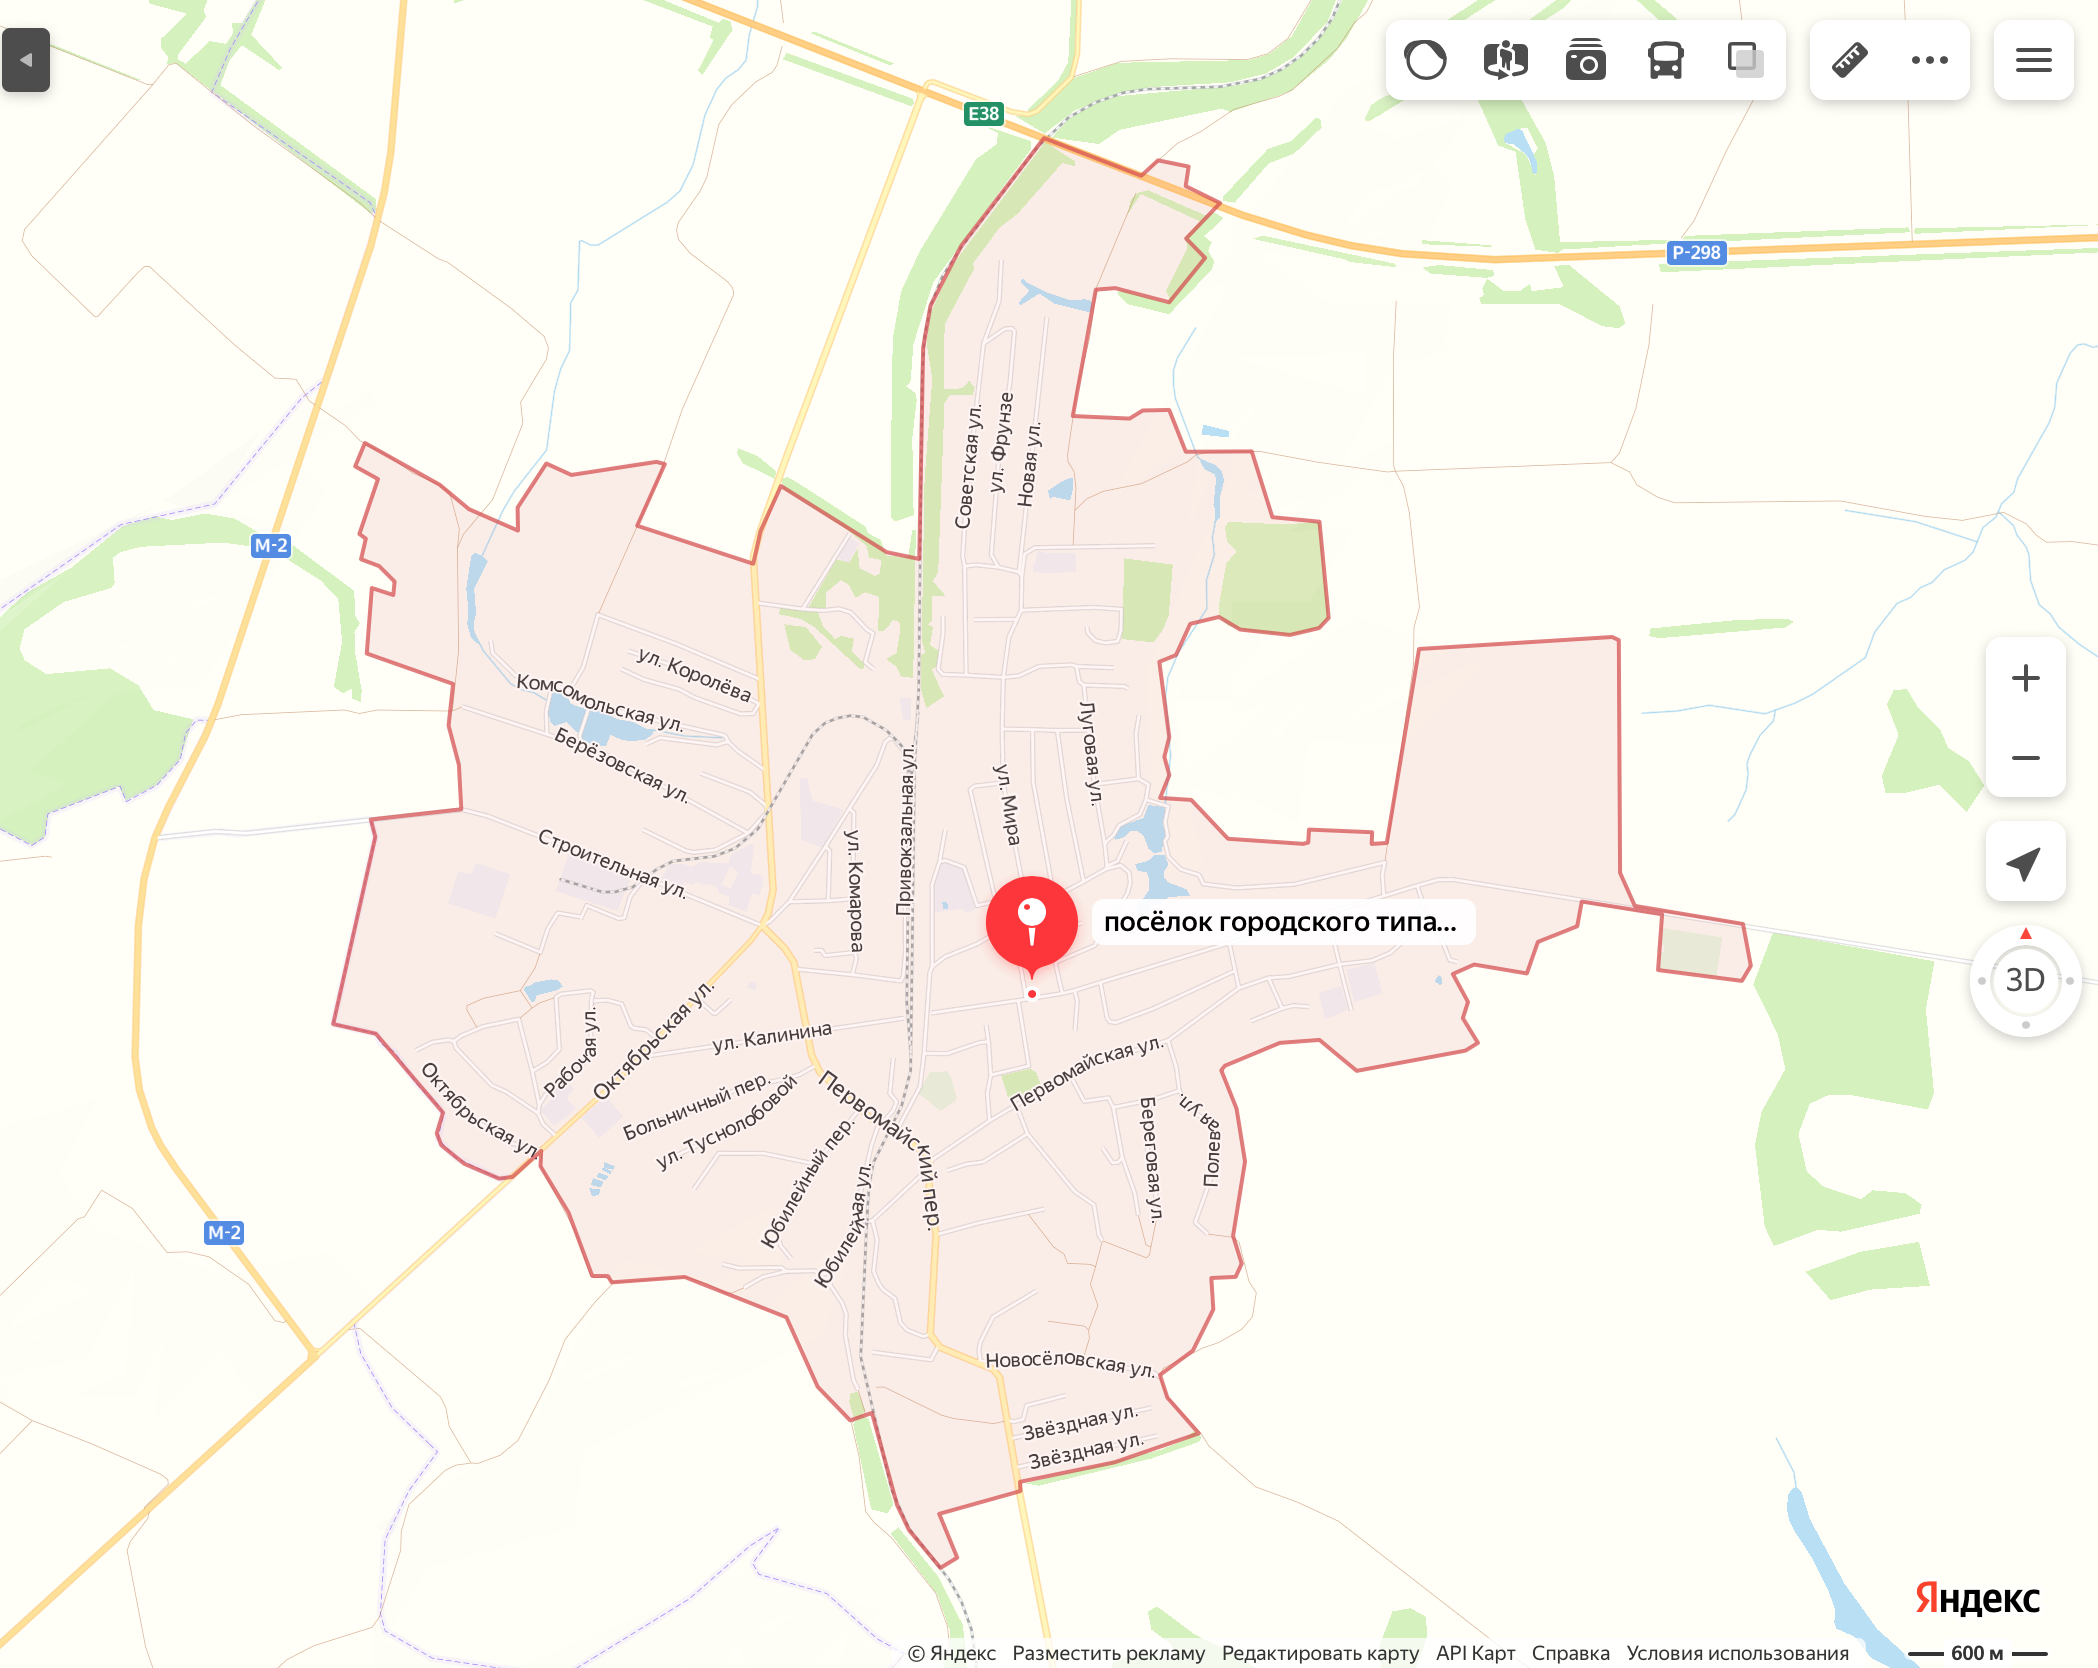 E38
Р-298
М-2
Советская ул.
ул. Фрунзе
Новая ул.
ул. Королёва
Комсомольская ул.
Берёзовская ул.
Луговая ул.
Привокзальная ул.
ул. Мира
Строительная ул.
ул. Комарова
посёлок городского типа...
3D
Октябрьская ул.
Рабочая ул.
ул. Калинина
Первомайская ул.
Октябрьская ул.
Больничный пер.
ул. Туснолобовой
Первомайский пер.
Береговая ул.
Полевая ул.
Юбилейный пер.
Юбилейная ул.
М-2
Новосёловская ул.
Звёздная ул.
Звёздная ул.
Яндекс
© Яндекс Разместить рекламу Редактировать карту API Карт Справка Условия использования 600 м